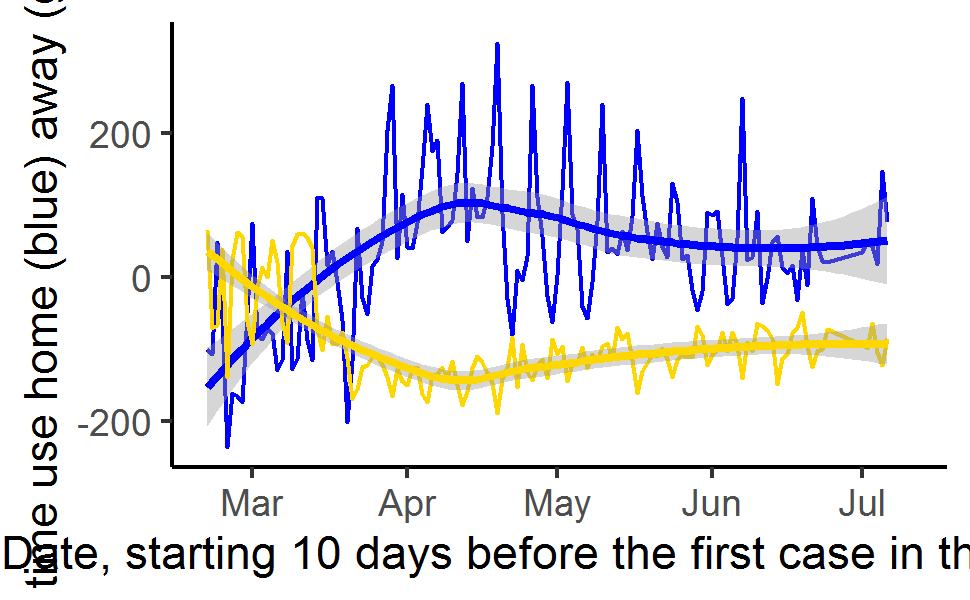 time use home (blue) away (
200
0
-200
Mar Apr May Jun Jul
Date, starting 10 days before the first case in th